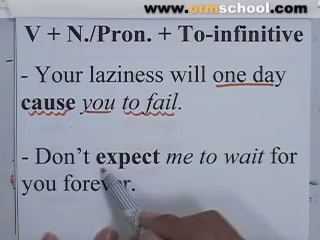 www.ormschool.com
V + N./Pron. + To-infinitive
- Your laziness will one day
cause you to fail.
- Don't expect me to wait for
you forever.